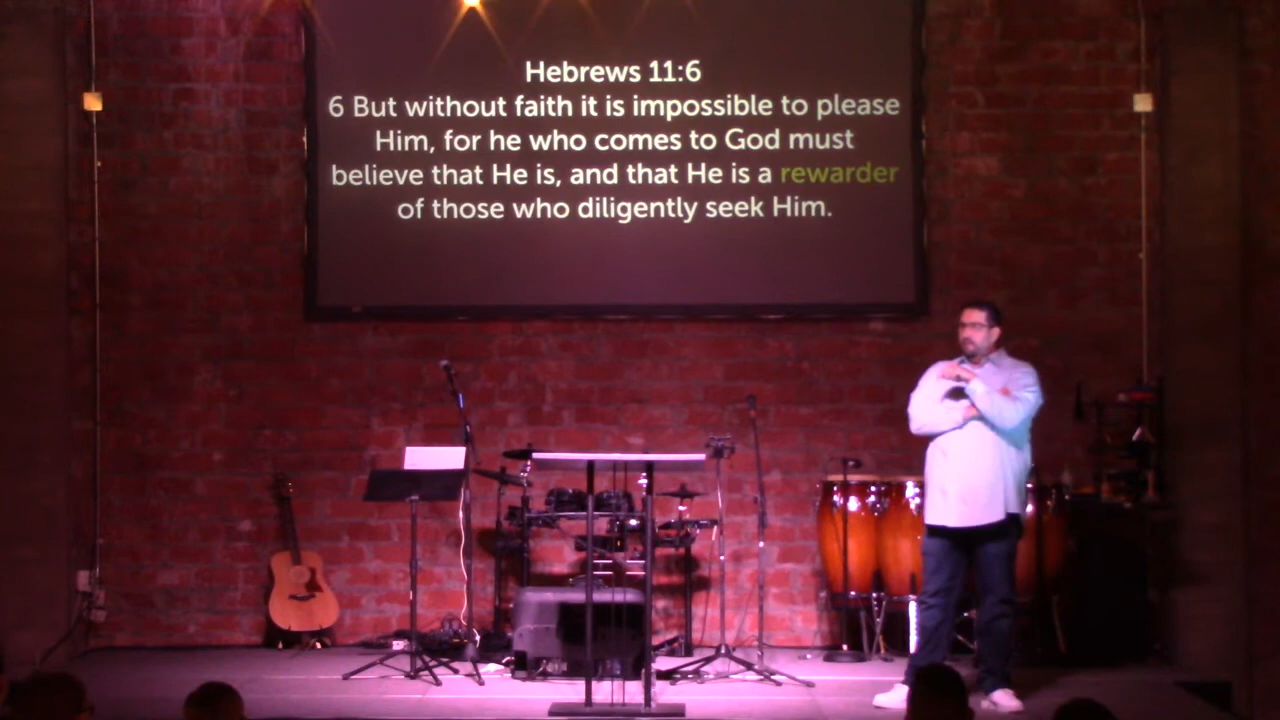 Hebrews 11:6
6 But without faith it is impossible to please
Him, for he who comes to God must
believe that He is, and that He is a rewarder
of those who diligently seek Him.